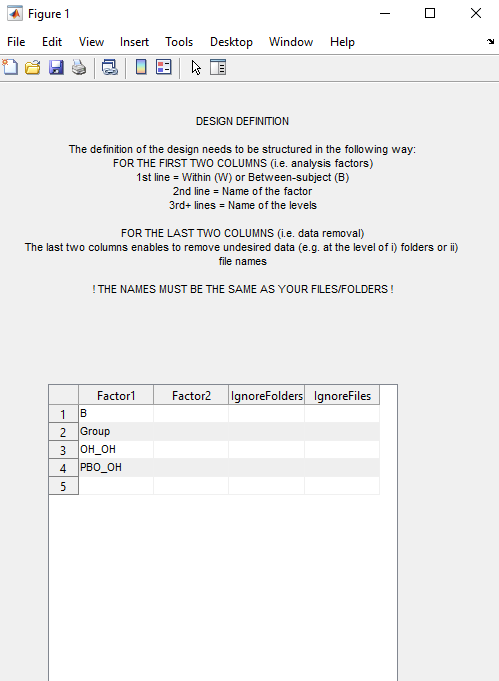 Figure 1
File Edit View Insert Tools Desktop Window Help
DESIGN DEFINITION
The definition of the design needs to be structured in the following way:
FOR THE FIRST TWO COLUMNS (i.e. analysis factors)
1st line = Within (W) or Between-subject (B)
2nd line = Name of the factor
3rd+ lines = Name of the levels
FOR THE LAST TWO COLUMNS (i.e. data removal)
The last two columns enables to remove undesired data (e.g. at the level of i) folders or ii)
file names
! THE NAMES MUST BE THE SAME AS YOUR FILES/FOLDERS !
Factor1 Factor2 IgnoreFolders IgnoreFiles
1 B
2 Group
3 OH_OH
4 PBO_OH
5